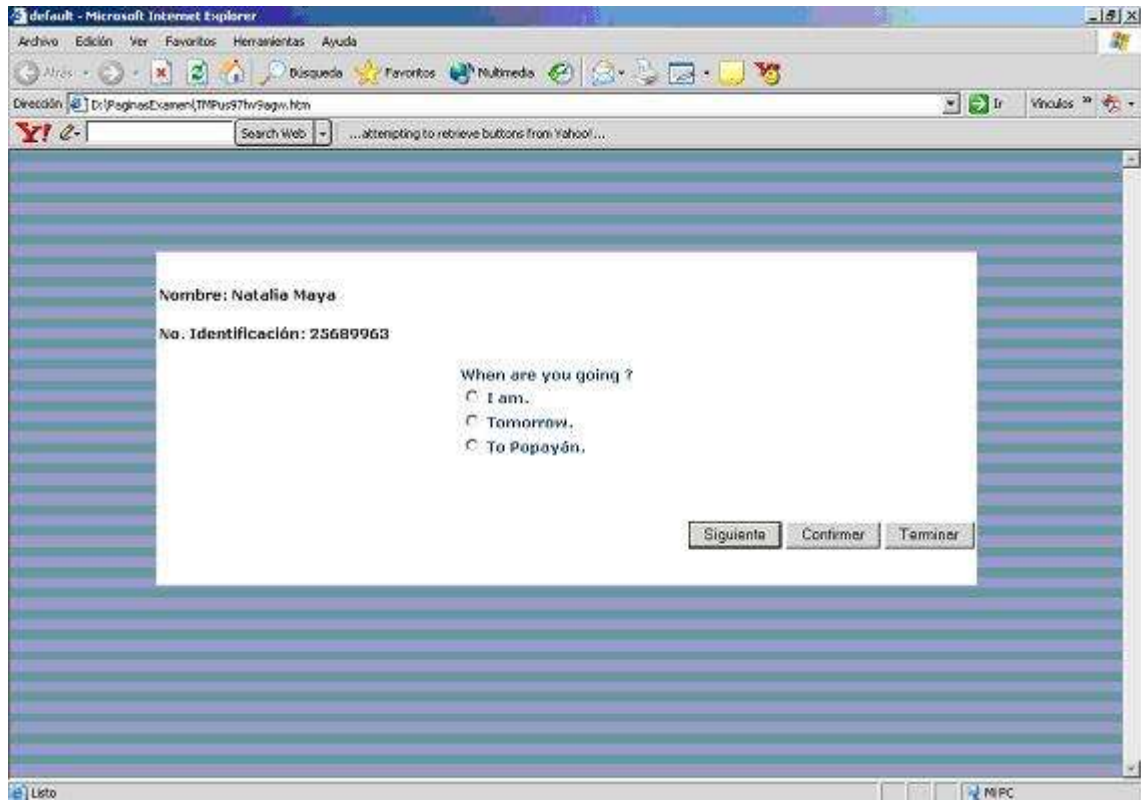 default - Microsoft Internet Explorer
Archivo Edición Ver Favoritos Herramientas Ayuda
Atrás Búsqueda Favoritos Multimedia
Dirección D:\PaginasExamen\TMPus97hv9agw.htm Ir Vínculos »
Y! Search Web ...attempting to retrieve buttons from Yahoo!...
Nombre: Natalia Maya
No. Identificación: 25689963
When are you going ?
I am.
Tomorrow.
To Popayán.
Siguiente Confirmar Terminar
Listo MI PC